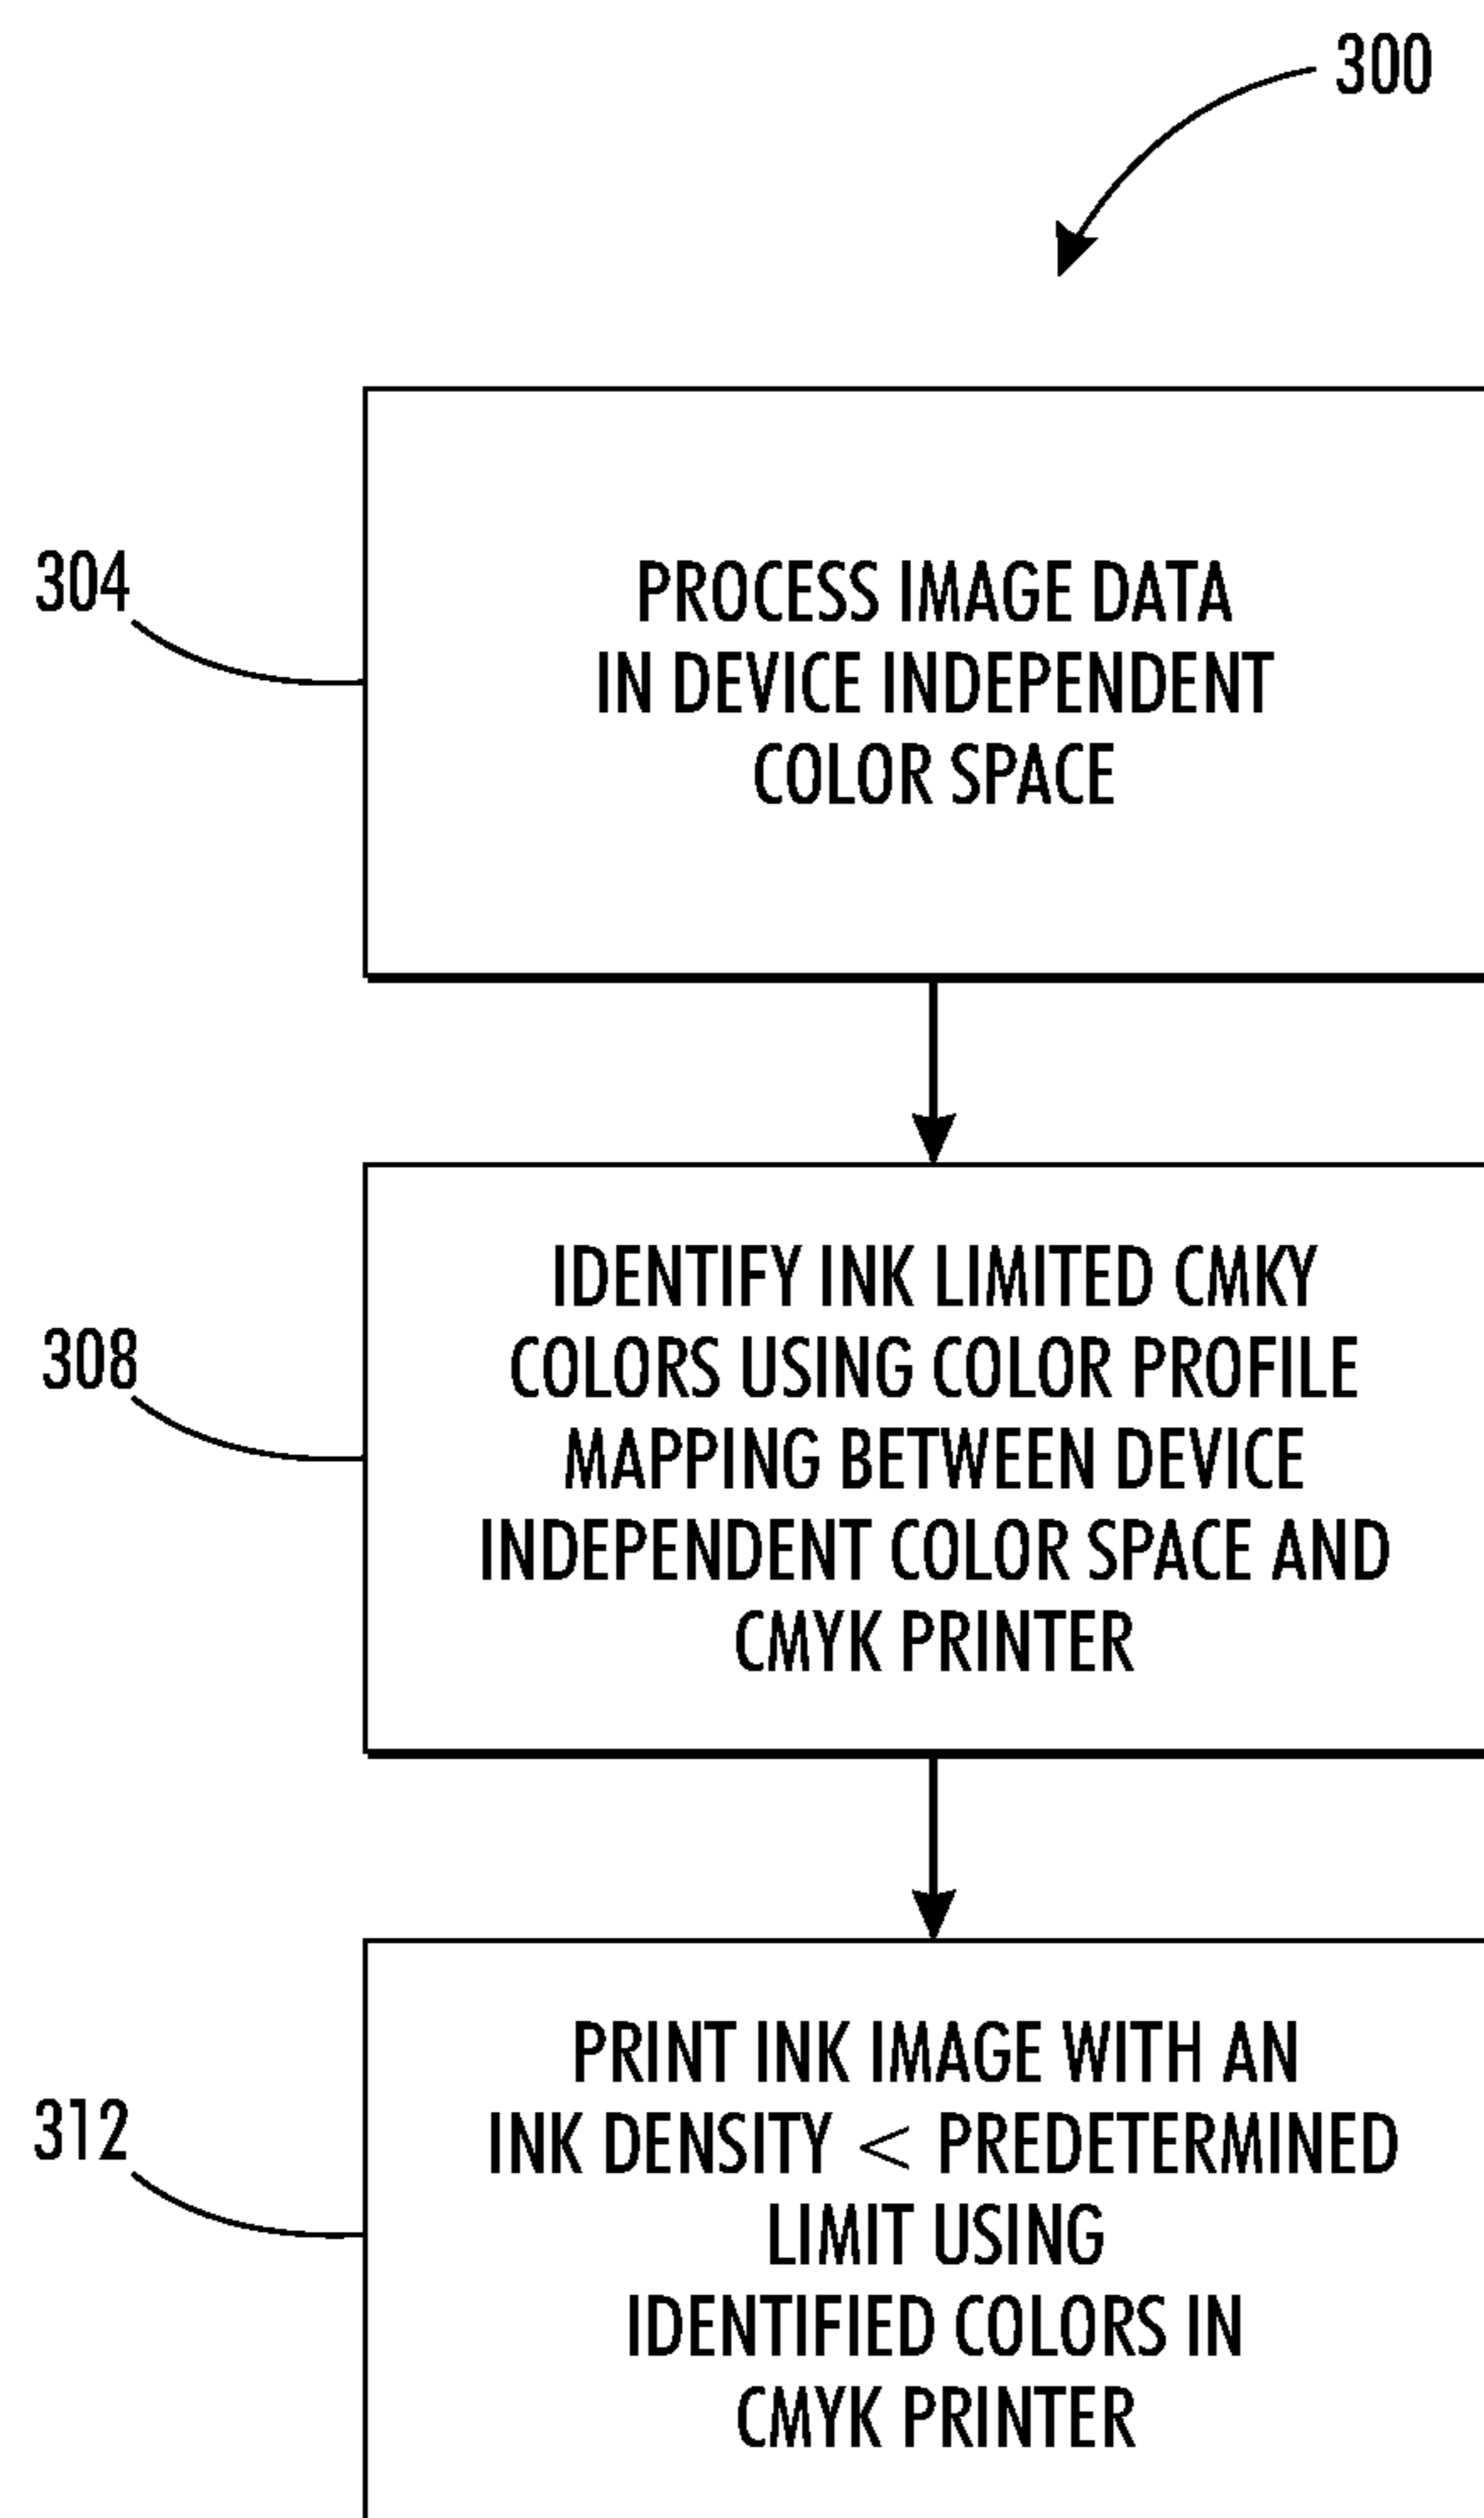 300
304
PROCESS IMAGE DATA
IN DEVICE INDEPENDENT
COLOR SPACE
308
IDENTIFY INK LIMITED CMKY
COLORS USING COLOR PROFILE
MAPPING BETWEEN DEVICE
INDEPENDENT COLOR SPACE AND
CMYK PRINTER
312
PRINT INK IMAGE WITH AN
INK DENSITY < PREDETERMINED
LIMIT USING
IDENTIFIED COLORS IN
CMYK PRINTER